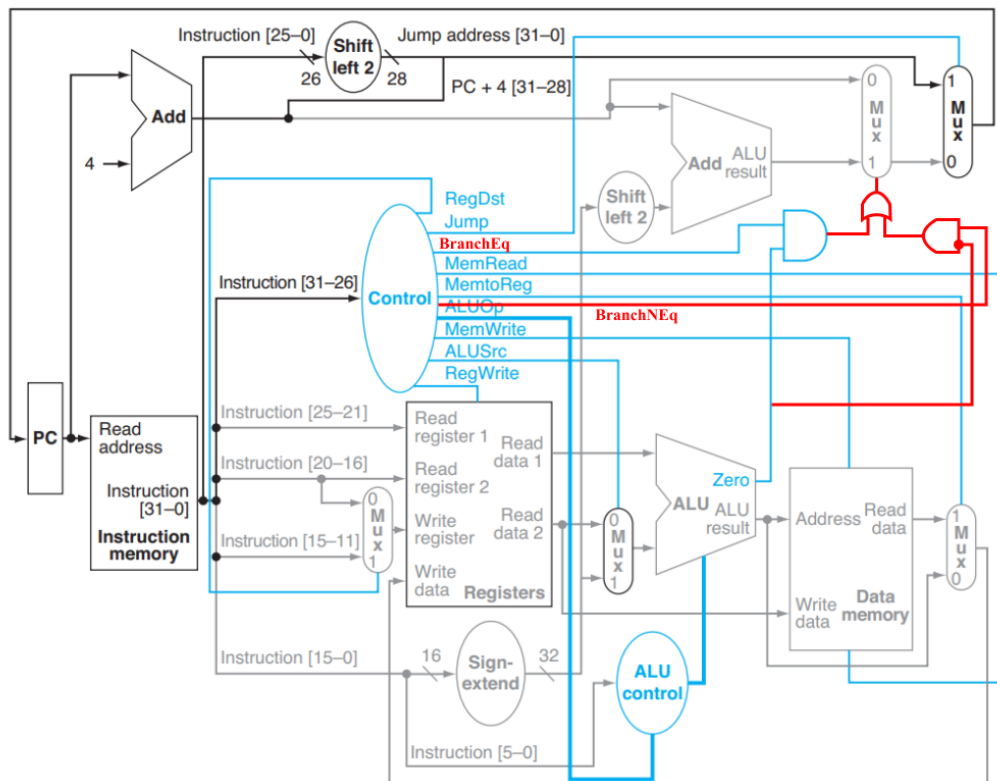 Instruction [25–0]
Shift
left 2
Jump address [31–0]
26
28
PC + 4 [31–28]
Add
4
0
M
u
x
1
1
M
u
x
0
Add
ALU
result
Shift
left 2
RegDst
Jump
BranchEq
MemRead
MemtoReg
BranchNEq
ALUOp
MemWrite
ALUSrc
RegWrite
Instruction [31–26]
Control
PC
Read
address
Instruction
[31–0]
Instruction
memory
Instruction [25–21]
Instruction [20–16]
Instruction [15–11]
0
M
u
x
1
Read
register 1
Read
register 2
Write
register
Write
data
Read
data 1
Read
data 2
Registers
0
M
u
x
1
Zero
ALU
ALU
result
Address
Read
data
Write
data
Data
memory
1
M
u
x
0
Instruction [15–0]
16
Sign-
extend
32
ALU
control
Instruction [5–0]